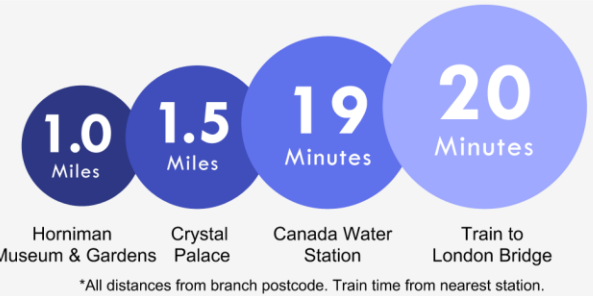 1.0
Miles
1.5
Miles
19
Minutes
20
Minutes
Horniman
Museum & Gardens
Crystal
Palace
Canada Water
Station
Train to
London Bridge
*All distances from branch postcode. Train time from nearest station.